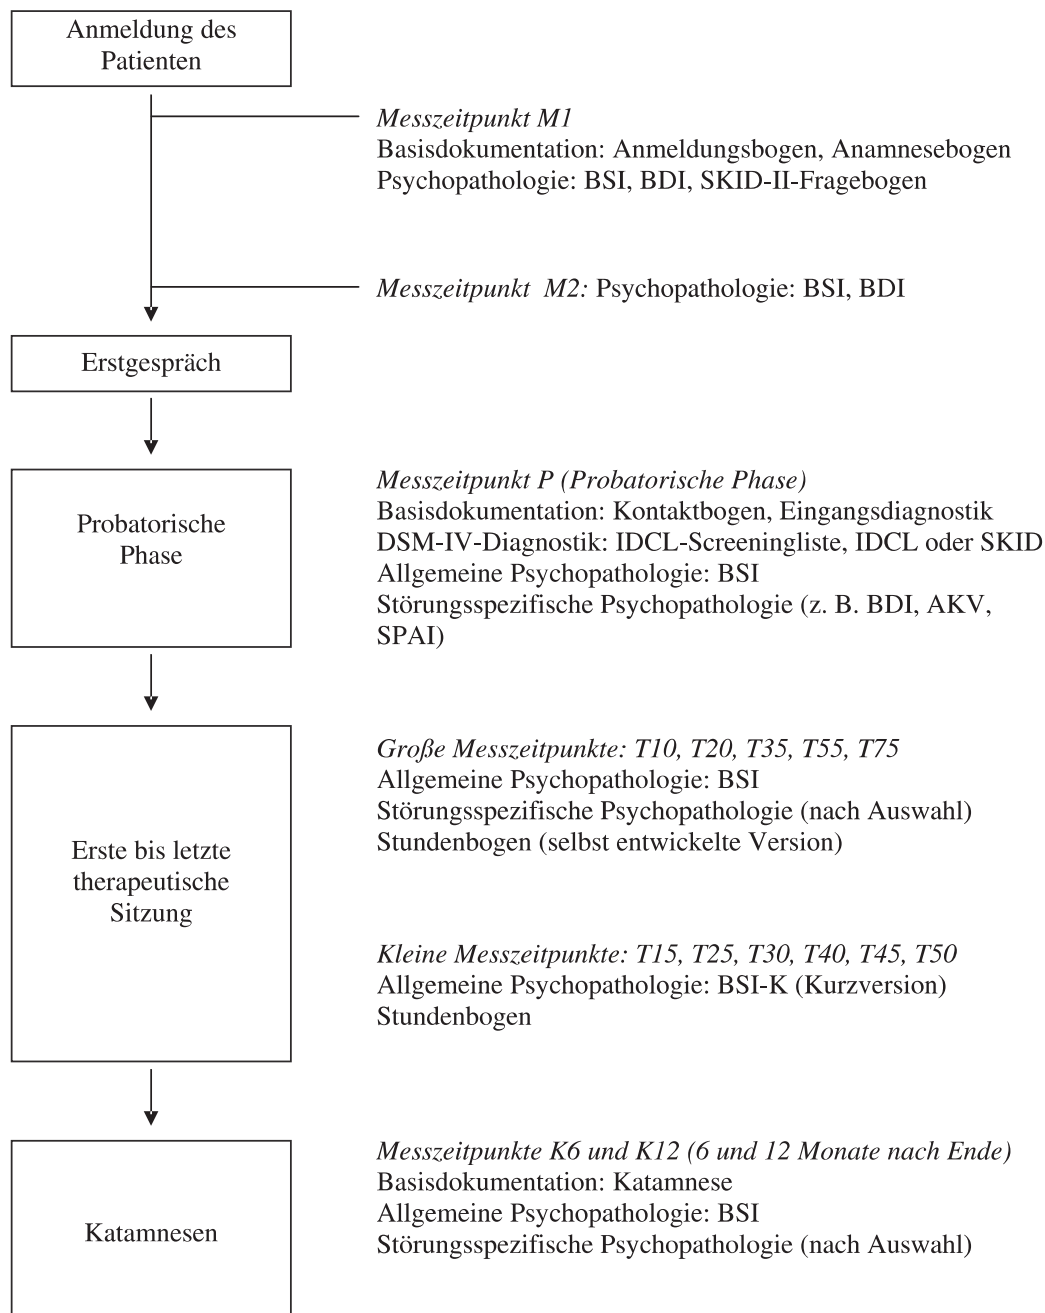 Anmeldung des
Patienten
Messzeitpunkt M1
Basisdokumentation: Anmeldungsbogen, Anamnesebogen
Psychopathologie: BSI, BDI, SKID-II-Fragebogen
Messzeitpunkt M2: Psychopathologie: BSI, BDI
Erstgespräch
Probatorische
Phase
Messzeitpunkt P (Probatorische Phase)
Basisdokumentation: Kontaktbogen, Eingangsdiagnostik
DSM-IV-Diagnostik: IDCL-Screeningliste, IDCL oder SKID
Allgemeine Psychopathologie: BSI
Störungsspezifische Psychopathologie (z. B. BDI, AKV,
SPAI)
Erste bis letzte
therapeutische
Sitzung
Große Messzeitpunkte: T10, T20, T35, T55, T75
Allgemeine Psychopathologie: BSI
Störungsspezifische Psychopathologie (nach Auswahl)
Stundenbogen (selbst entwickelte Version)
Kleine Messzeitpunkte: T15, T25, T30, T40, T45, T50
Allgemeine Psychopathologie: BSI-K (Kurzversion)
Stundenbogen
Katamnesen
Messzeitpunkte K6 und K12 (6 und 12 Monate nach Ende)
Basisdokumentation: Katamnese
Allgemeine Psychopathologie: BSI
Störungsspezifische Psychopathologie (nach Auswahl)